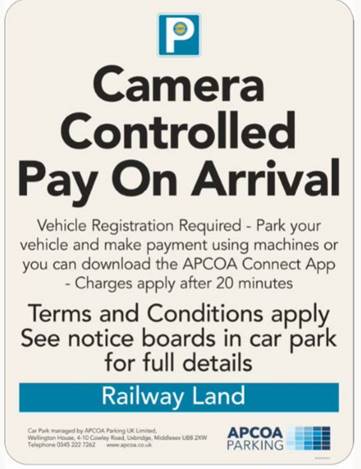 P
Camera
Controlled
Pay On Arrival
Vehicle Registration Required - Park your
vehicle and make payment using machines or
you can download the APCOA Connect App
- Charges apply after 20 minutes
Terms and Conditions apply
See notice boards in car park
for full details
Railway Land
Car Park managed by APCOA Parking UK Limited,
Wellington House, 4-10 Cowley Road, Uxbridge, Middlesex UB8 2XW
Telephone 0345 222 7262 www.apcoa.co.uk
APCOA
PARKING